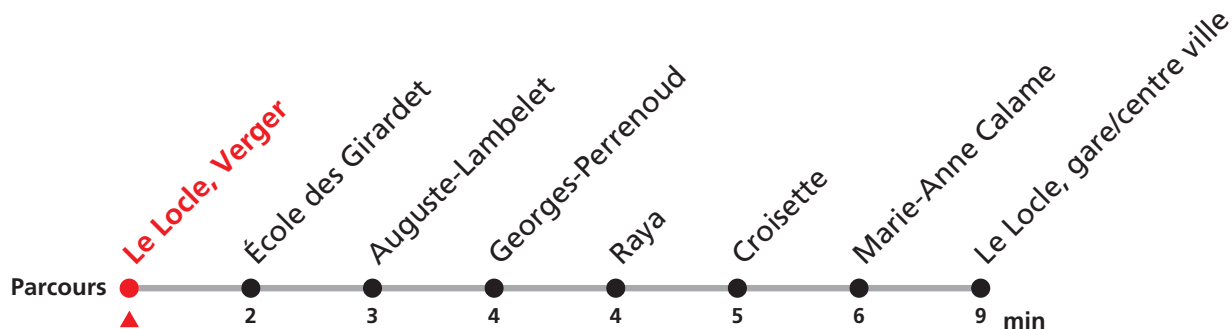 Le Locle, Verger
École des Girardet
Auguste-Lambelet
Georges-Perrenoud
Raya
Croisette
Marie-Anne Calame
Le Locle, gare/centre ville
Parcours
2 3 4 4 5 6 9 min